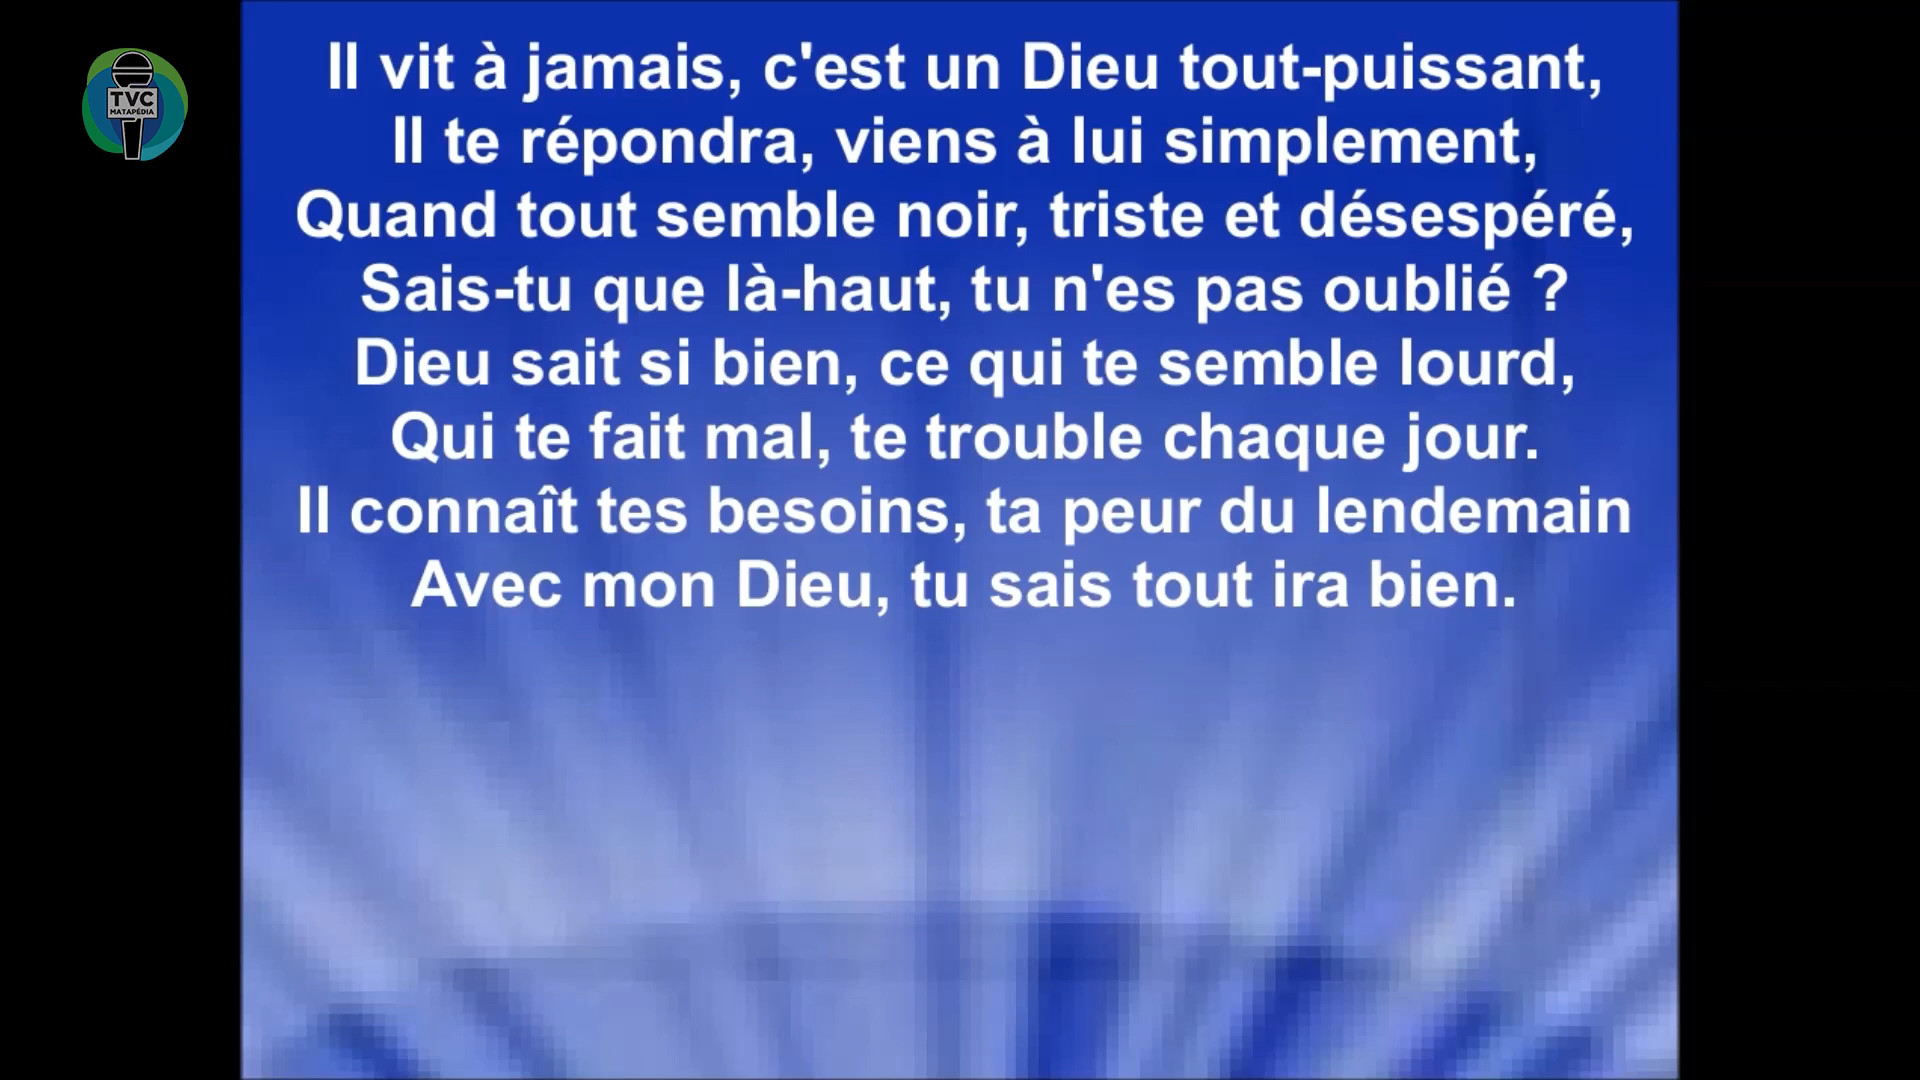 TVC
MATAPÉDIA
Il vit à jamais, c'est un Dieu tout-puissant,
Il te répondra, viens à lui simplement,
Quand tout semble noir, triste et désespéré,
Sais-tu que là-haut, tu n'es pas oublié ?
Dieu sait si bien, ce qui te semble lourd,
Qui te fait mal, te trouble chaque jour.
Il connaît tes besoins, ta peur du lendemain
Avec mon Dieu, tu sais tout ira bien.